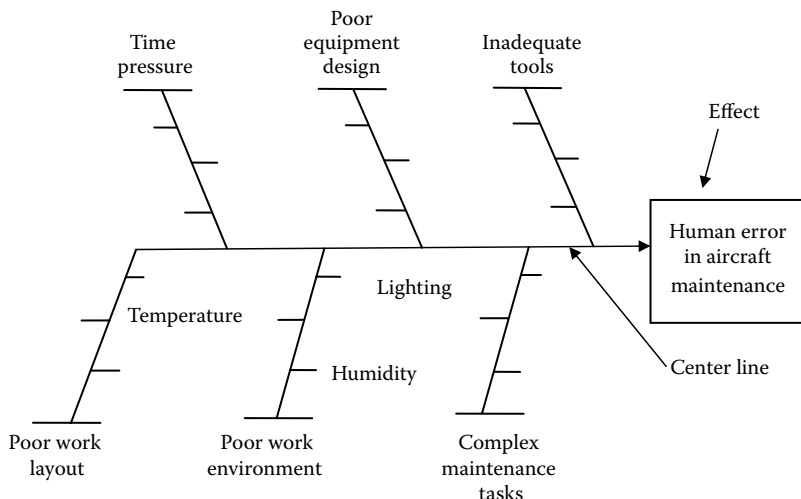 Time
pressure
Poor
equipment
design
Inadequate
tools
Effect
Human error
in aircraft
maintenance
Lighting
Temperature
Humidity
Center line
Poor work
layout
Poor work
environment
Complex
maintenance
tasks